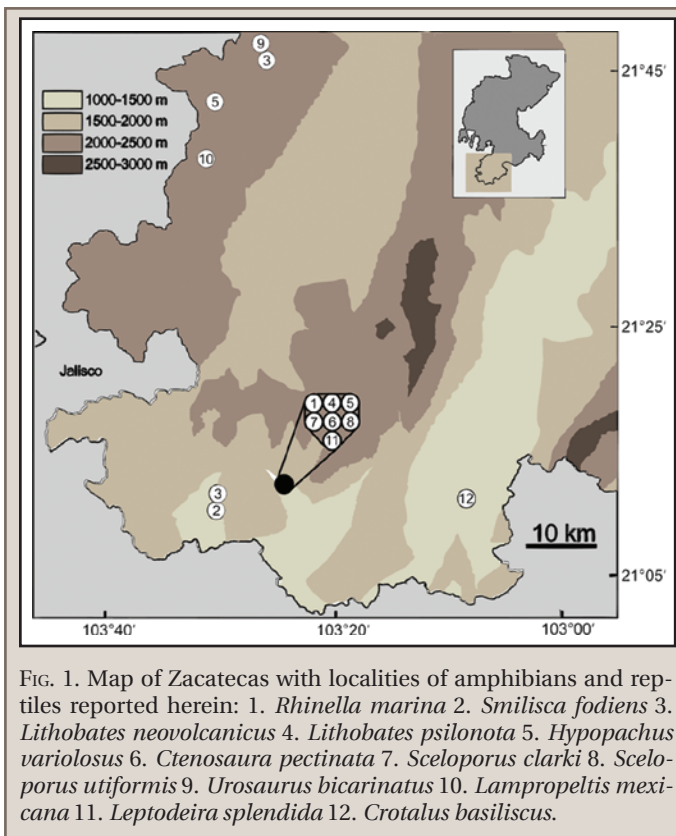 9
3
5
10
1000-1500 m
1500-2000 m
2000-2500 m
2500-3000 m
21°45'
21°25'
21°05'
Jalisco
1 4 5
7 6 8
11
3
2
12
10 km
103°40' 103°20' 103°00'
FIG. 1. Map of Zacatecas with localities of amphibians and rep-
tiles reported herein: 1. Rhinella marina 2. Smilisca fodiens 3.
Lithobates neovolcanicus 4. Lithobates psilonota 5. Hypopachus
variolosus 6. Ctenosaura pectinata 7. Sceloporus clarki 8. Scelo-
porus utiformis 9. Urosaurus bicarinatus 10. Lampropeltis mexi-
cana 11. Leptodeira splendida 12. Crotalus basiliscus.